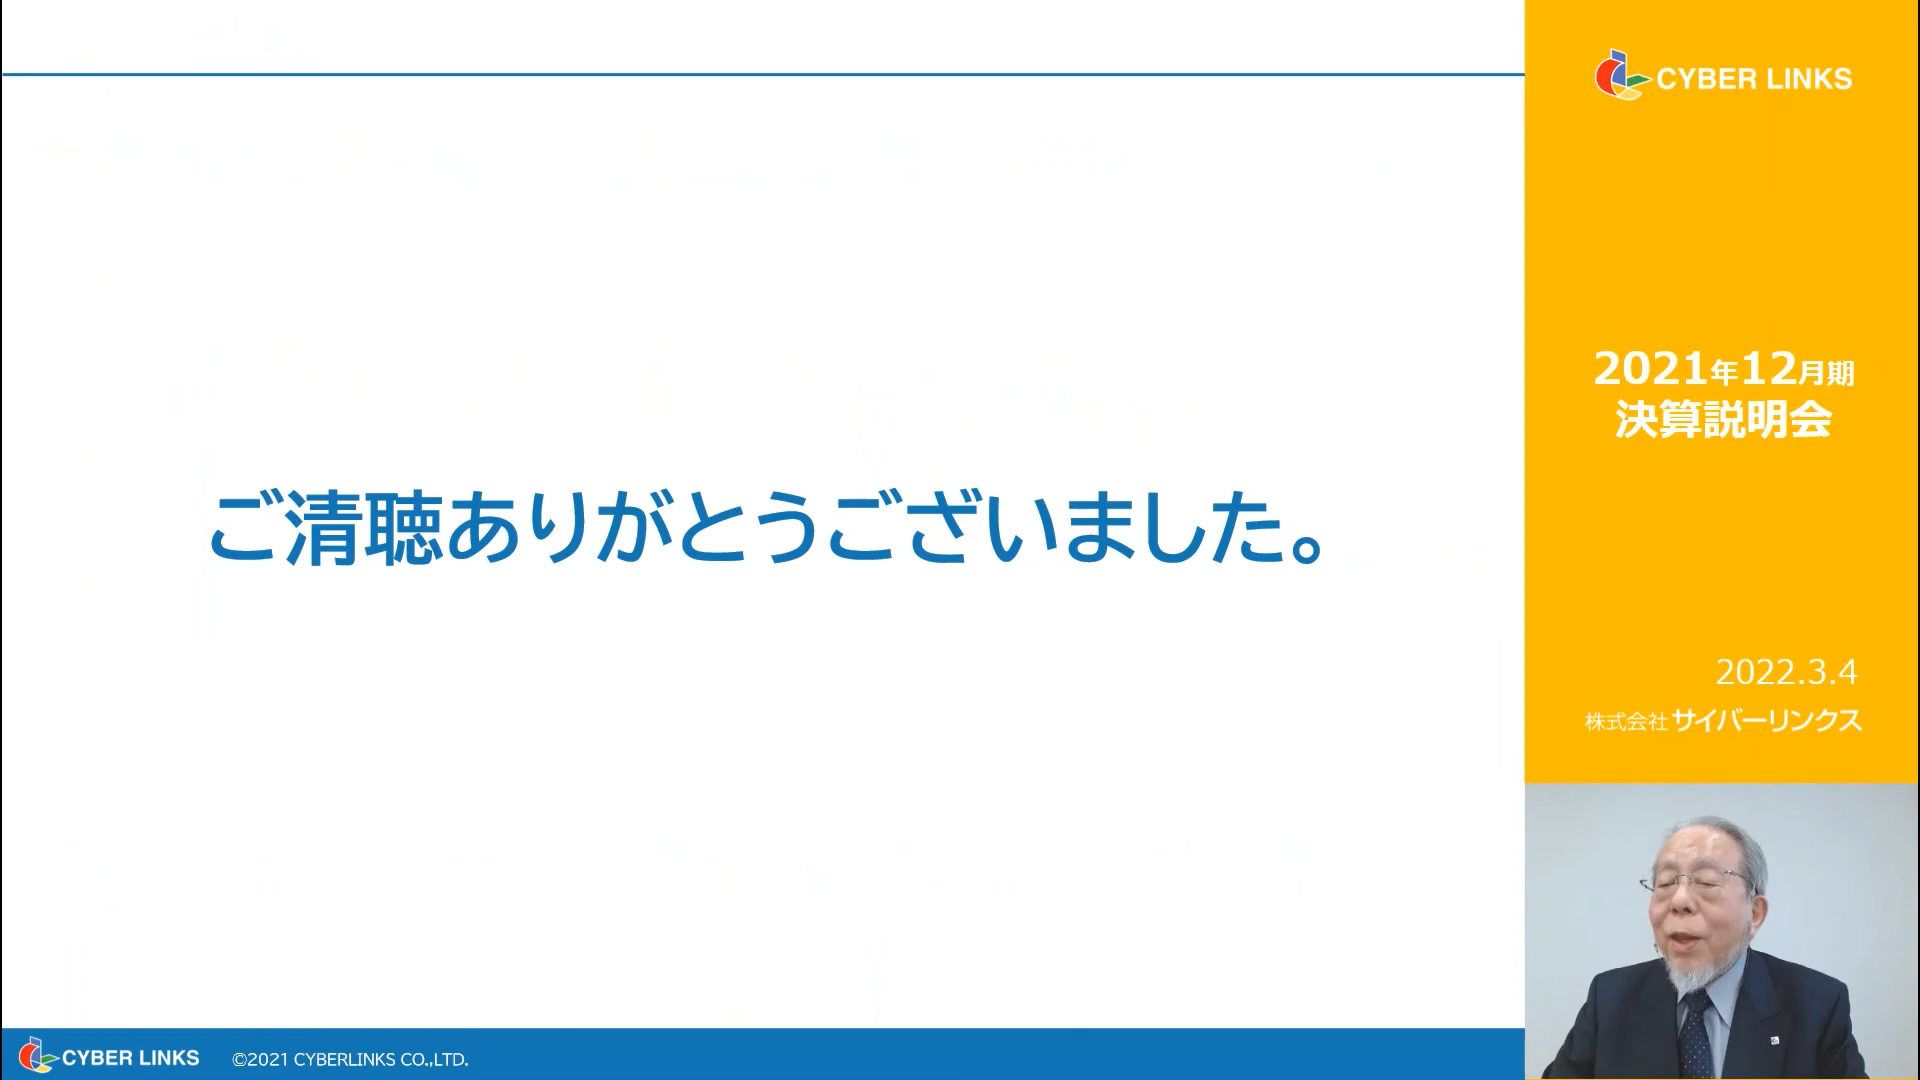 ご清聴ありがとうございました。
CYBER LINKS
2021年12月期
決算説明会
2022.3.4
株式会社サイバーリンクス
CYBER LINKS ©2021 CYBERLINKS CO.,LTD.